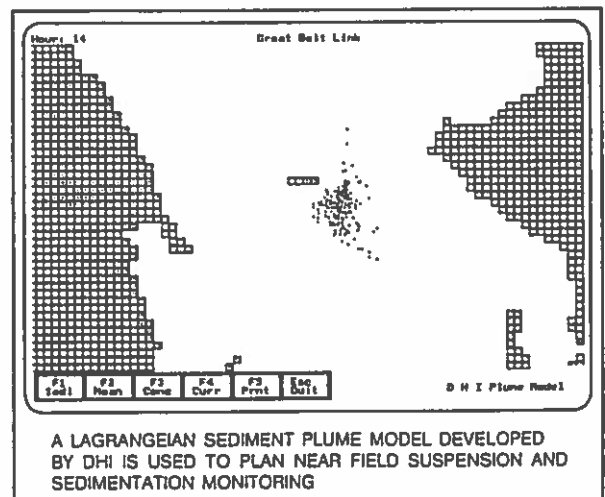 Hour: 14
Great Belt Link
F1 F2 F3 F4 F5 Esc
Sedi Mean Conc Curr Prnt Quit
D H I Plume Model
A LAGRANGEIAN SEDIMENT PLUME MODEL DEVELOPED
BY DHI IS USED TO PLAN NEAR FIELD SUSPENSION AND
SEDIMENTATION MONITORING